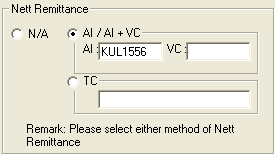 Nett Remittance
N/A AI / AI + VC
AI : KUL1556 VC :
TC
Remark: Please select either method of Nett
Remittance